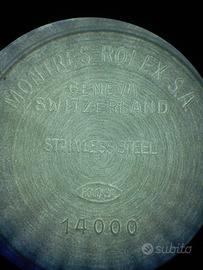 MONTRES ROLEX S.A.
GENEVA
SWITZERLAND
STAINLESS STEEL
14000
subito